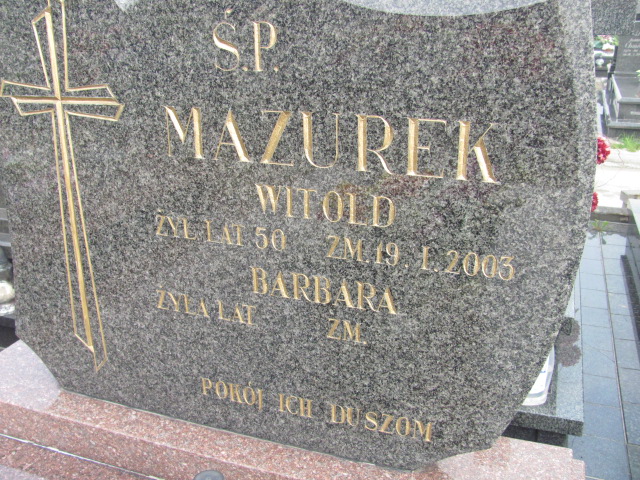 Ś.P.
MAZUREK
WITOLD
ŻYŁ LAT 50 ZM. 19. I. 2003
BARBARA
ŻYŁA LAT ZM.
POKÓJ ICH DUSZOM